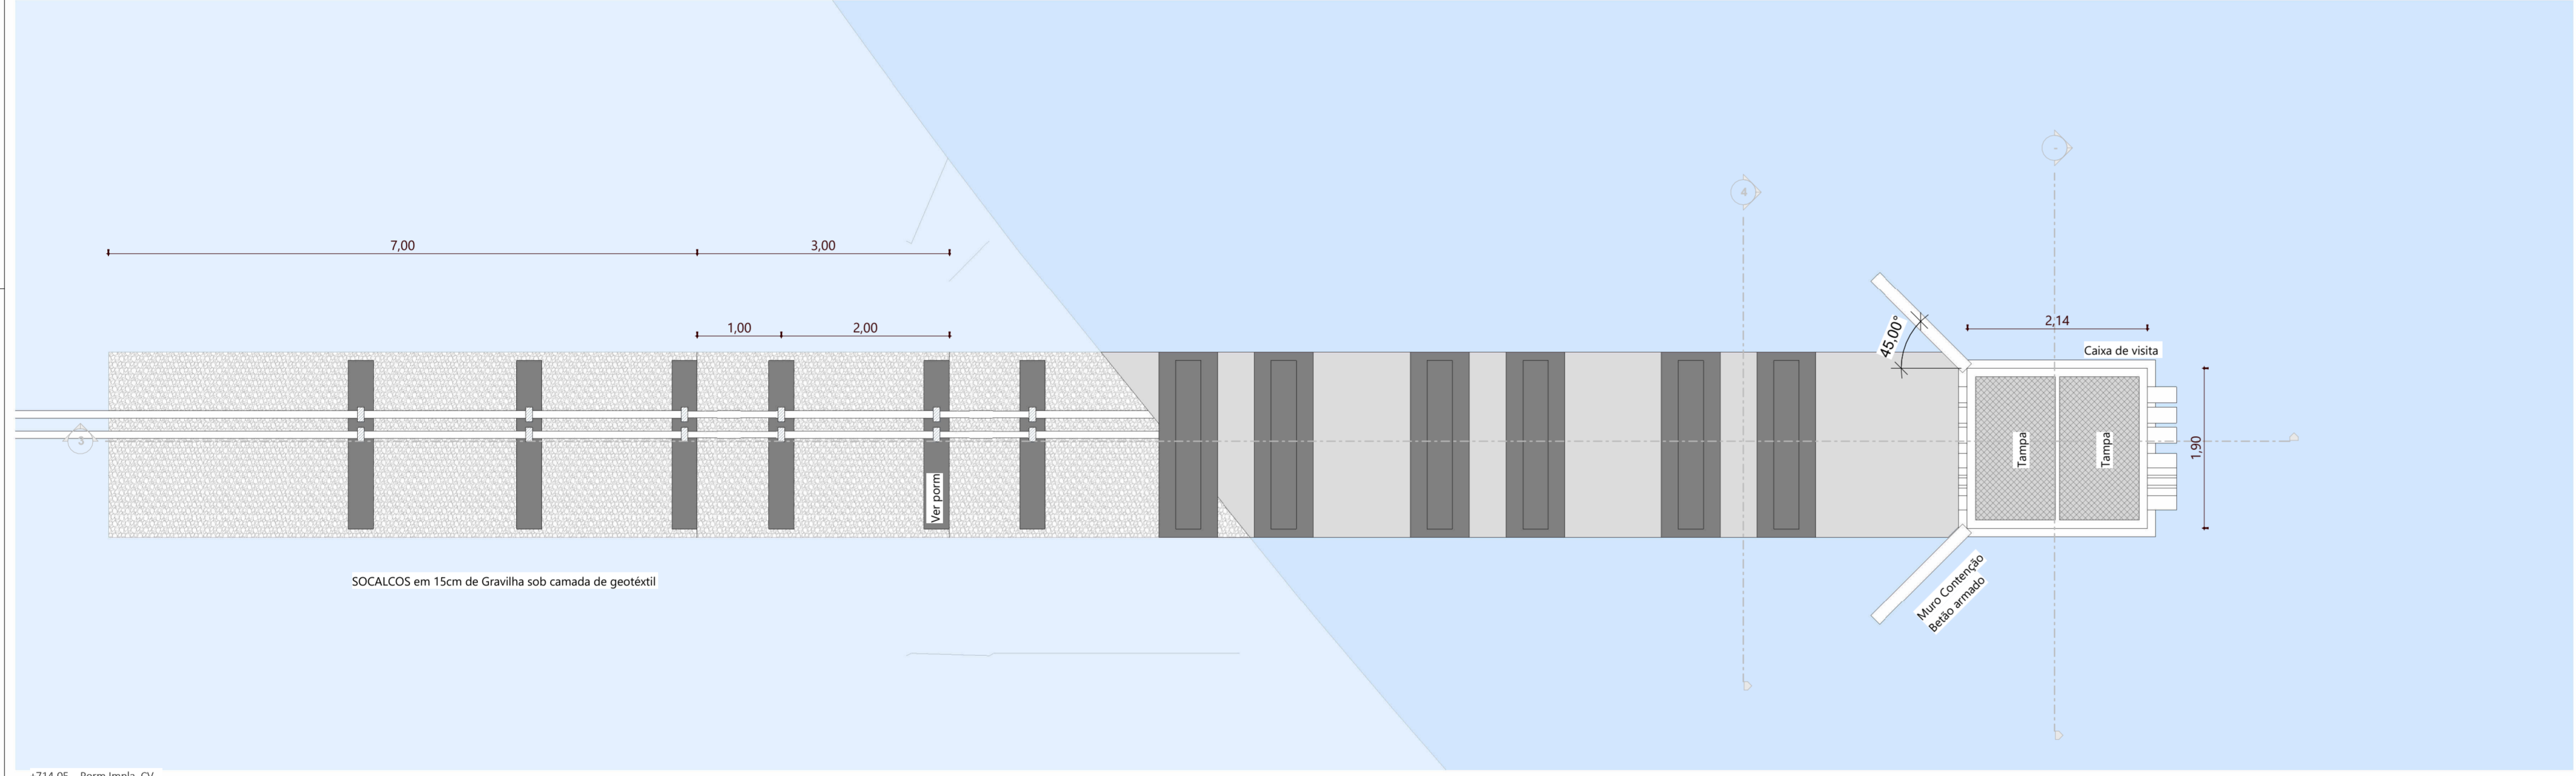 4
7,00
3,00
2,14
1,00
2,00
45,00°
Caixa de visita
3
Tampa
Tampa
1,90
Ver porm
SOCALCOS em 15cm de Gravilha sob camada de geotéxtil
Muro Contenção
Betão armado